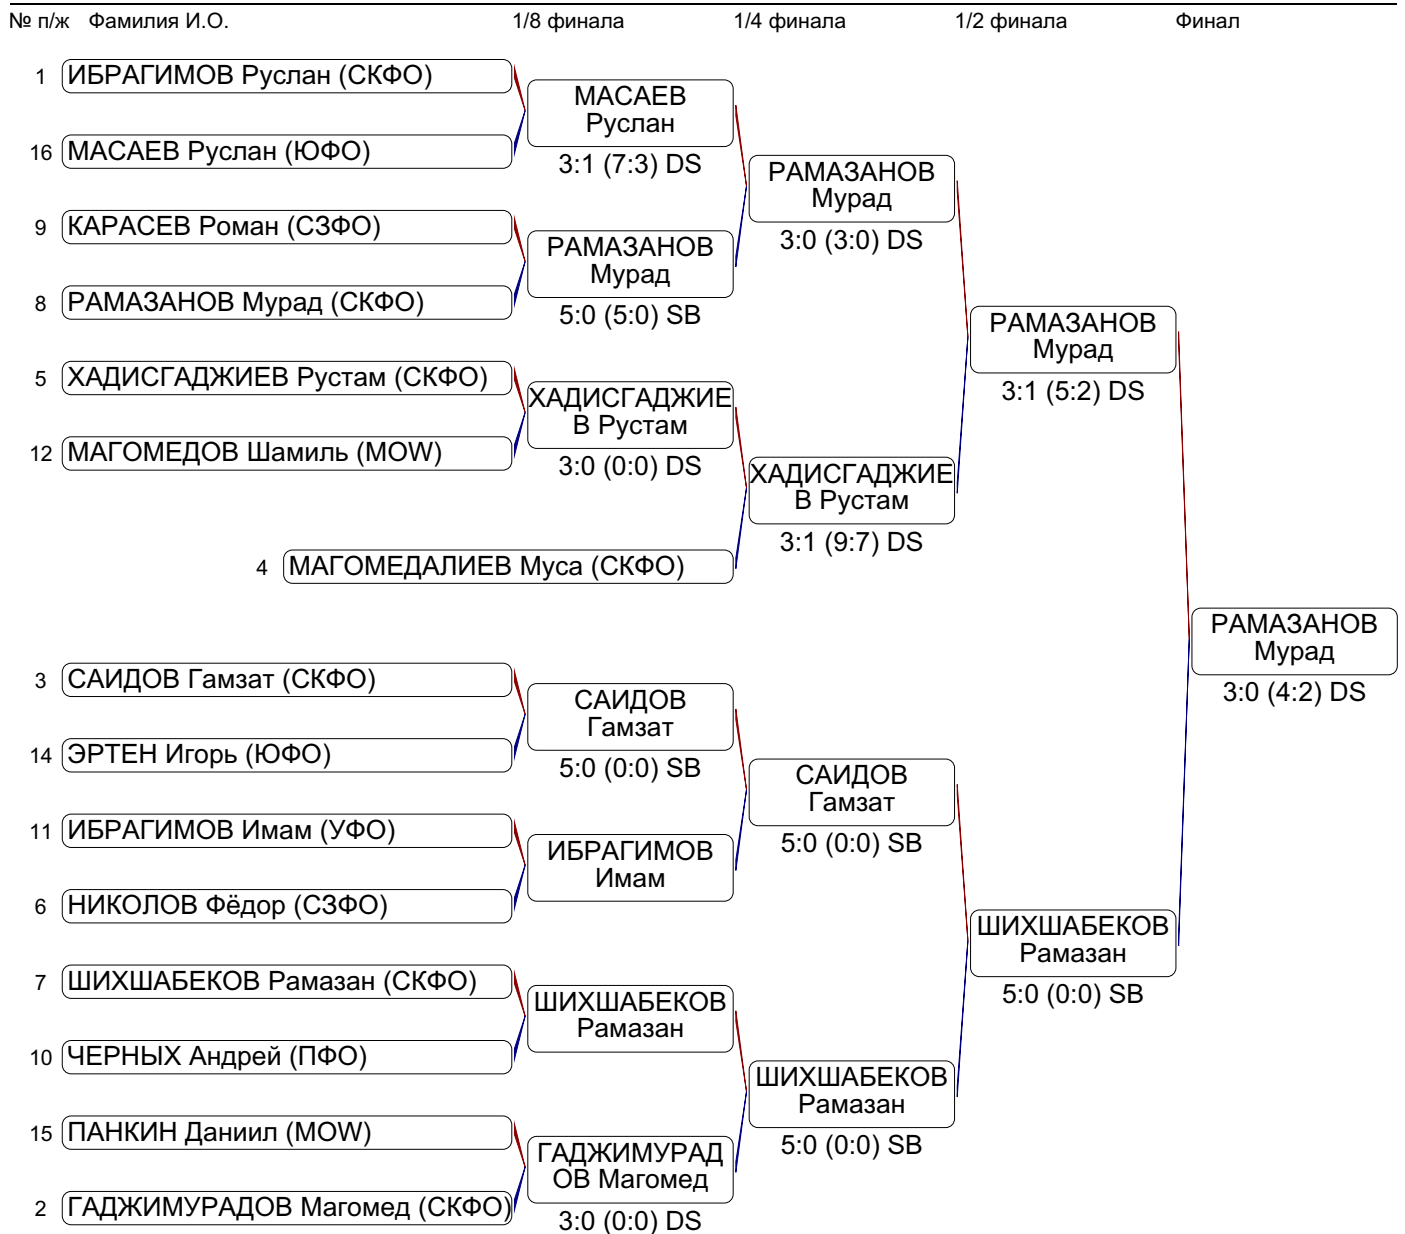 № п/ж Фамилия И.О. 1/8 финала 1/4 финала 1/2 финала Финал
1 ИБРАГИМОВ Руслан (СКФО)
МАСАЕВ
Руслан
16 МАСАЕВ Руслан (ЮФО)
3:1 (7:3) DS
РАМАЗАНОВ
Мурад
9 КАРАСЕВ Роман (СЗФО)
3:0 (3:0) DS
РАМАЗАНОВ
Мурад
8 РАМАЗАНОВ Мурад (СКФО)
5:0 (5:0) SB
РАМАЗАНОВ
Мурад
5 ХАДИСГАДЖИЕВ Рустам (СКФО)
3:1 (5:2) DS
ХАДИСГАДЖИЕ
В Рустам
12 МАГОМЕДОВ Шамиль (MOW)
3:0 (0:0) DS
ХАДИСГАДЖИЕ
В Рустам
3:1 (9:7) DS
4 МАГОМЕДАЛИЕВ Муса (СКФО)
РАМАЗАНОВ
Мурад
3:0 (4:2) DS
3 САИДОВ Гамзат (СКФО)
САИДОВ
Гамзат
14 ЭРТЕН Игорь (ЮФО)
5:0 (0:0) SB
САИДОВ
Гамзат
11 ИБРАГИМОВ Имам (УФО)
5:0 (0:0) SB
ИБРАГИМОВ
Имам
6 НИКОЛОВ Фёдор (СЗФО)
ШИХШАБЕКОВ
Рамазан
7 ШИХШАБЕКОВ Рамазан (СКФО)
5:0 (0:0) SB
ШИХШАБЕКОВ
Рамазан
10 ЧЕРНЫХ Андрей (ПФО)
ШИХШАБЕКОВ
Рамазан
15 ПАНКИН Даниил (MOW)
5:0 (0:0) SB
ГАДЖИМУРАД
ОВ Магомед
2 ГАДЖИМУРАДОВ Магомед (СКФО)
3:0 (0:0) DS